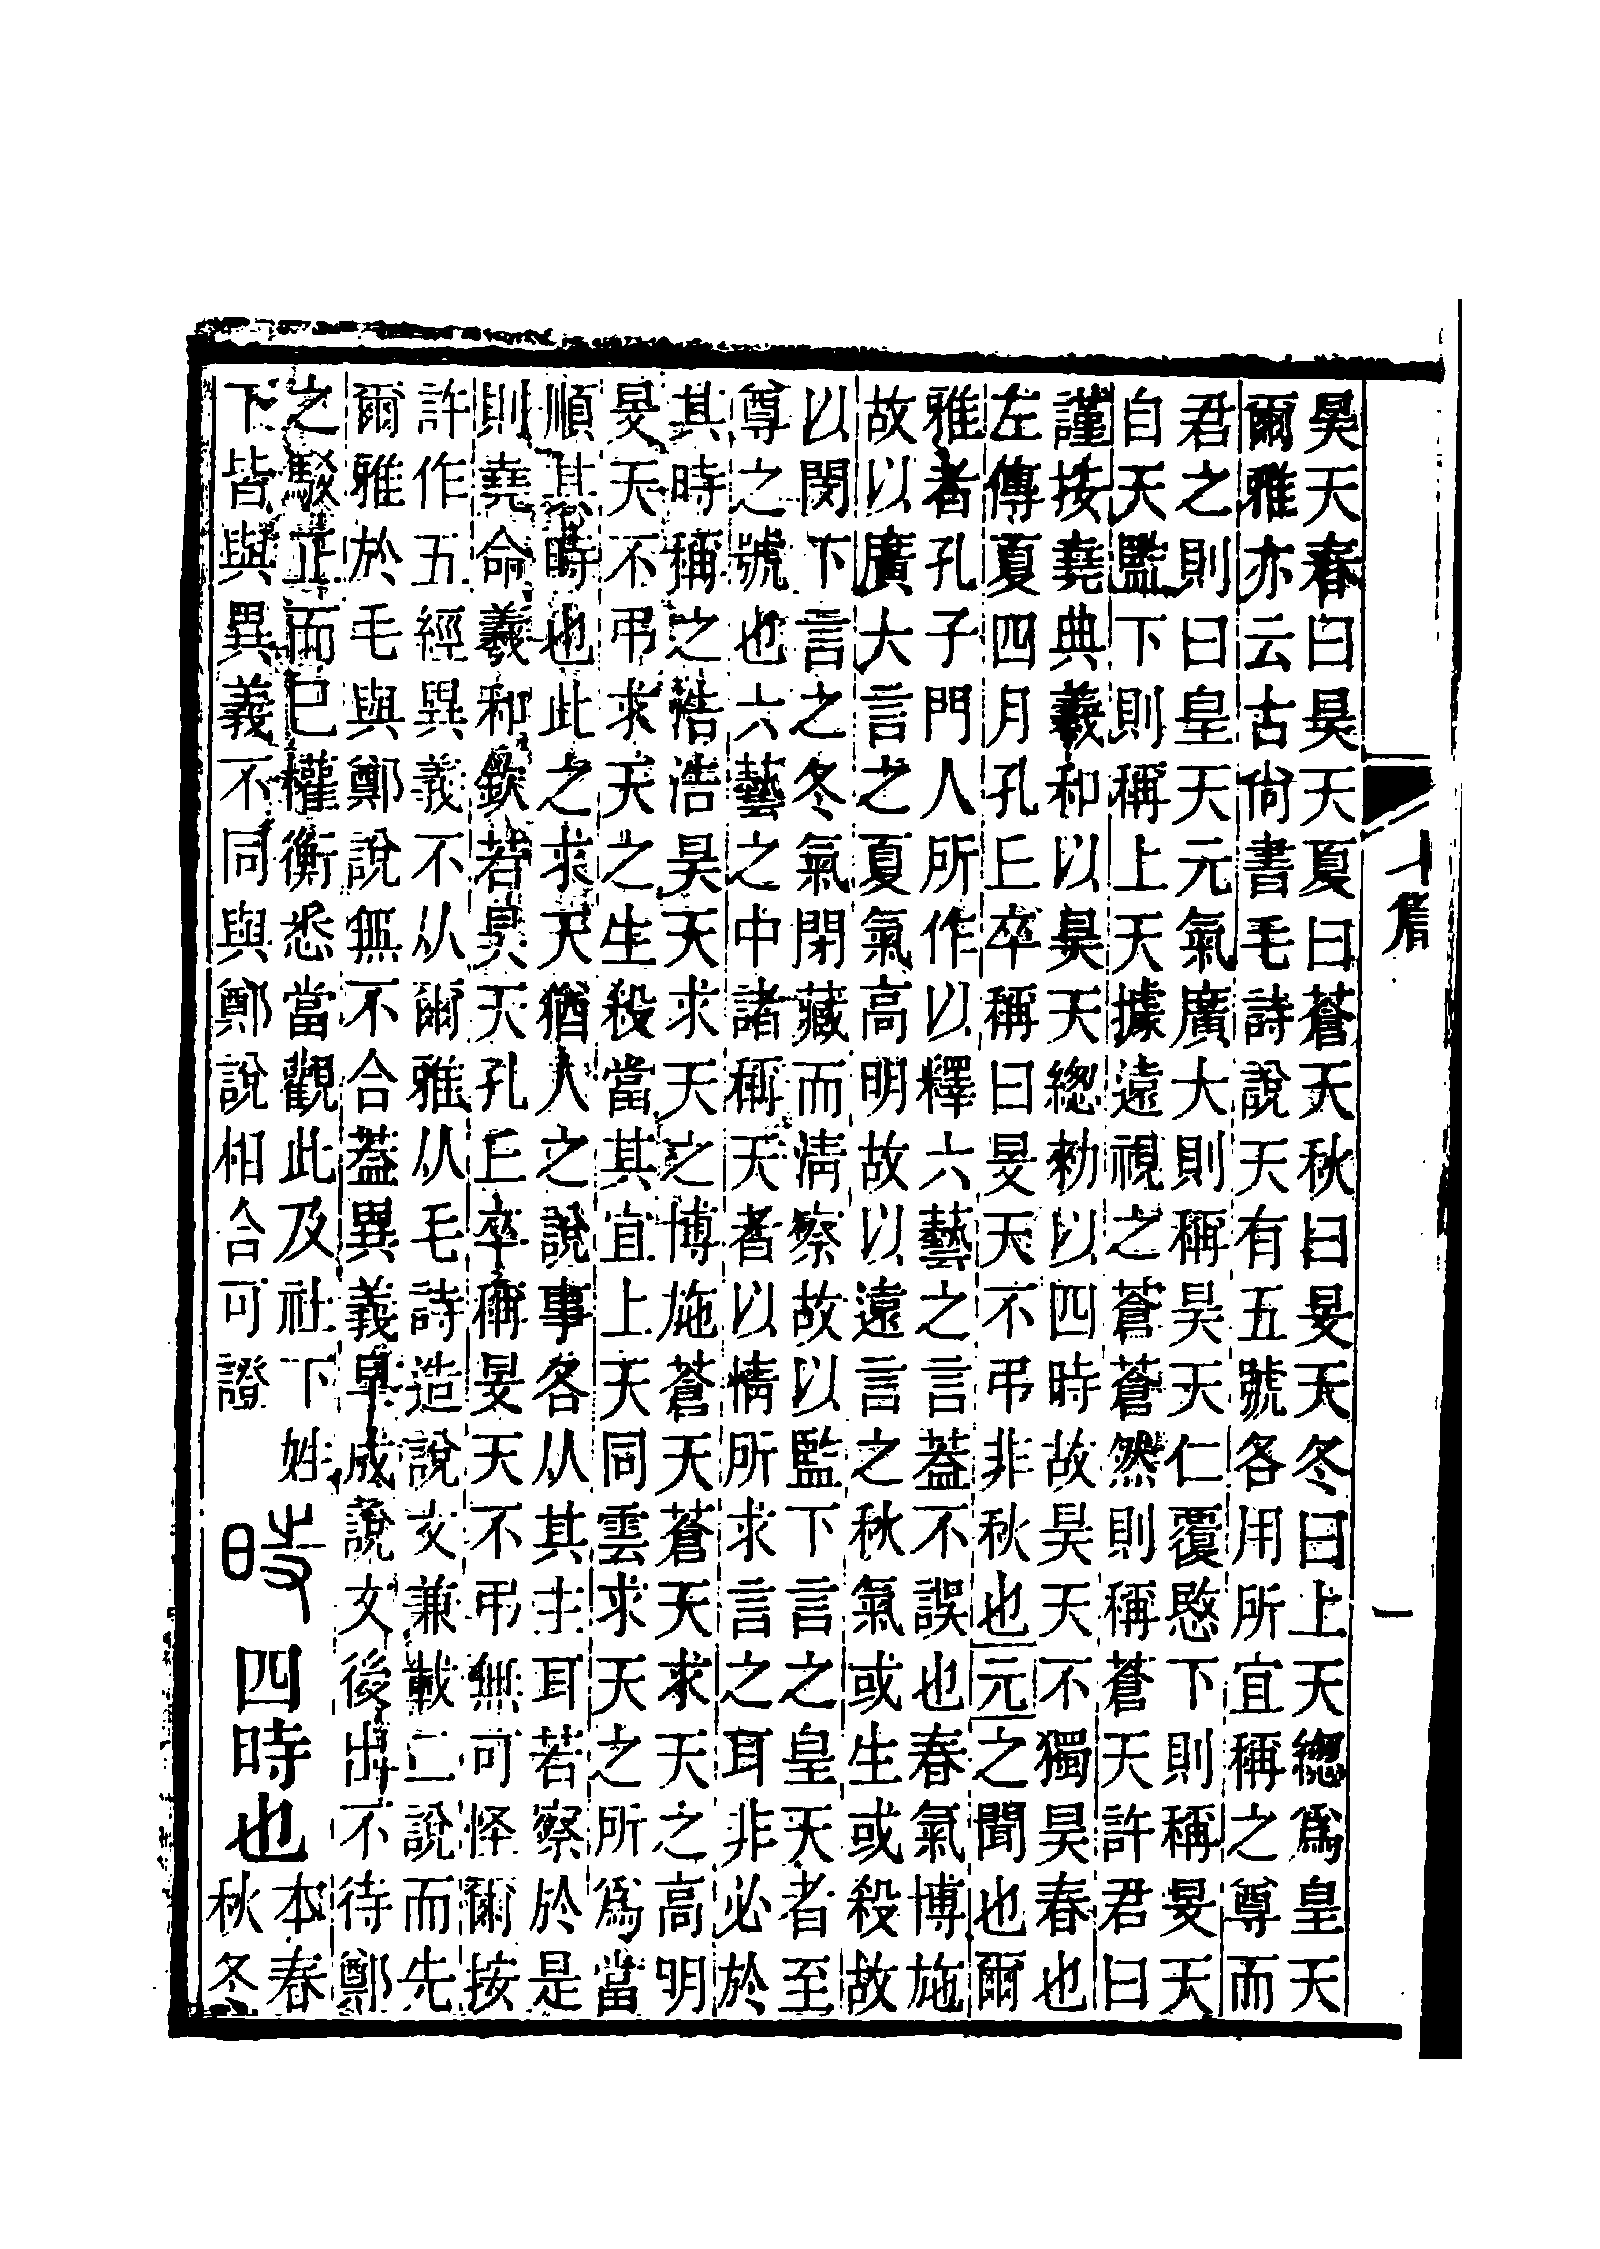 昊天春曰昊天夏曰蒼天秋曰旻天冬曰上天總爲皇天
爾雅亦云古尙書毛詩說天有五號各用所宜稱之尊而
君之則曰皇天元氣廣大則稱昊天仁覆愍下則稱旻天
自天監下則稱上天據遠視之蒼蒼然則稱蒼天許君曰
謹按堯典羲和以昊天總勑以四時故昊天不獨昊春也
左傳夏四月孔丘卒稱曰旻天不弔非秋也元之聞也爾
雅者孔子門人所作以釋六藝之言葢不誤也春氣博施
故以廣大言之夏氣高明故以遠言之秋氣或生或殺故
以閔下言之冬氣閉藏而淸察故以監下言之皇天者至
尊之號也六藝之中諸稱天者以情所求言之耳非必於
其時稱之浩浩昊天求天之博施蒼天蒼天求天之高明
旻天不弔求天之生殺當其宜上天同雲求天之所爲當
順其時也此之求天猶人之說事各从其主耳若察於是
則堯命羲和欽若昊天孔丘卒稱旻天不弔無可怪爾按
許作五經異義不从爾雅从毛詩造說文兼載二說而先
爾雅於毛與鄭說無不合葢異義早成說文後出不待鄭
之駁正而已權衡悉當觀此及社下姓
下皆與異義不同與鄭說相合可證
時四時也
本春
秋冬
一